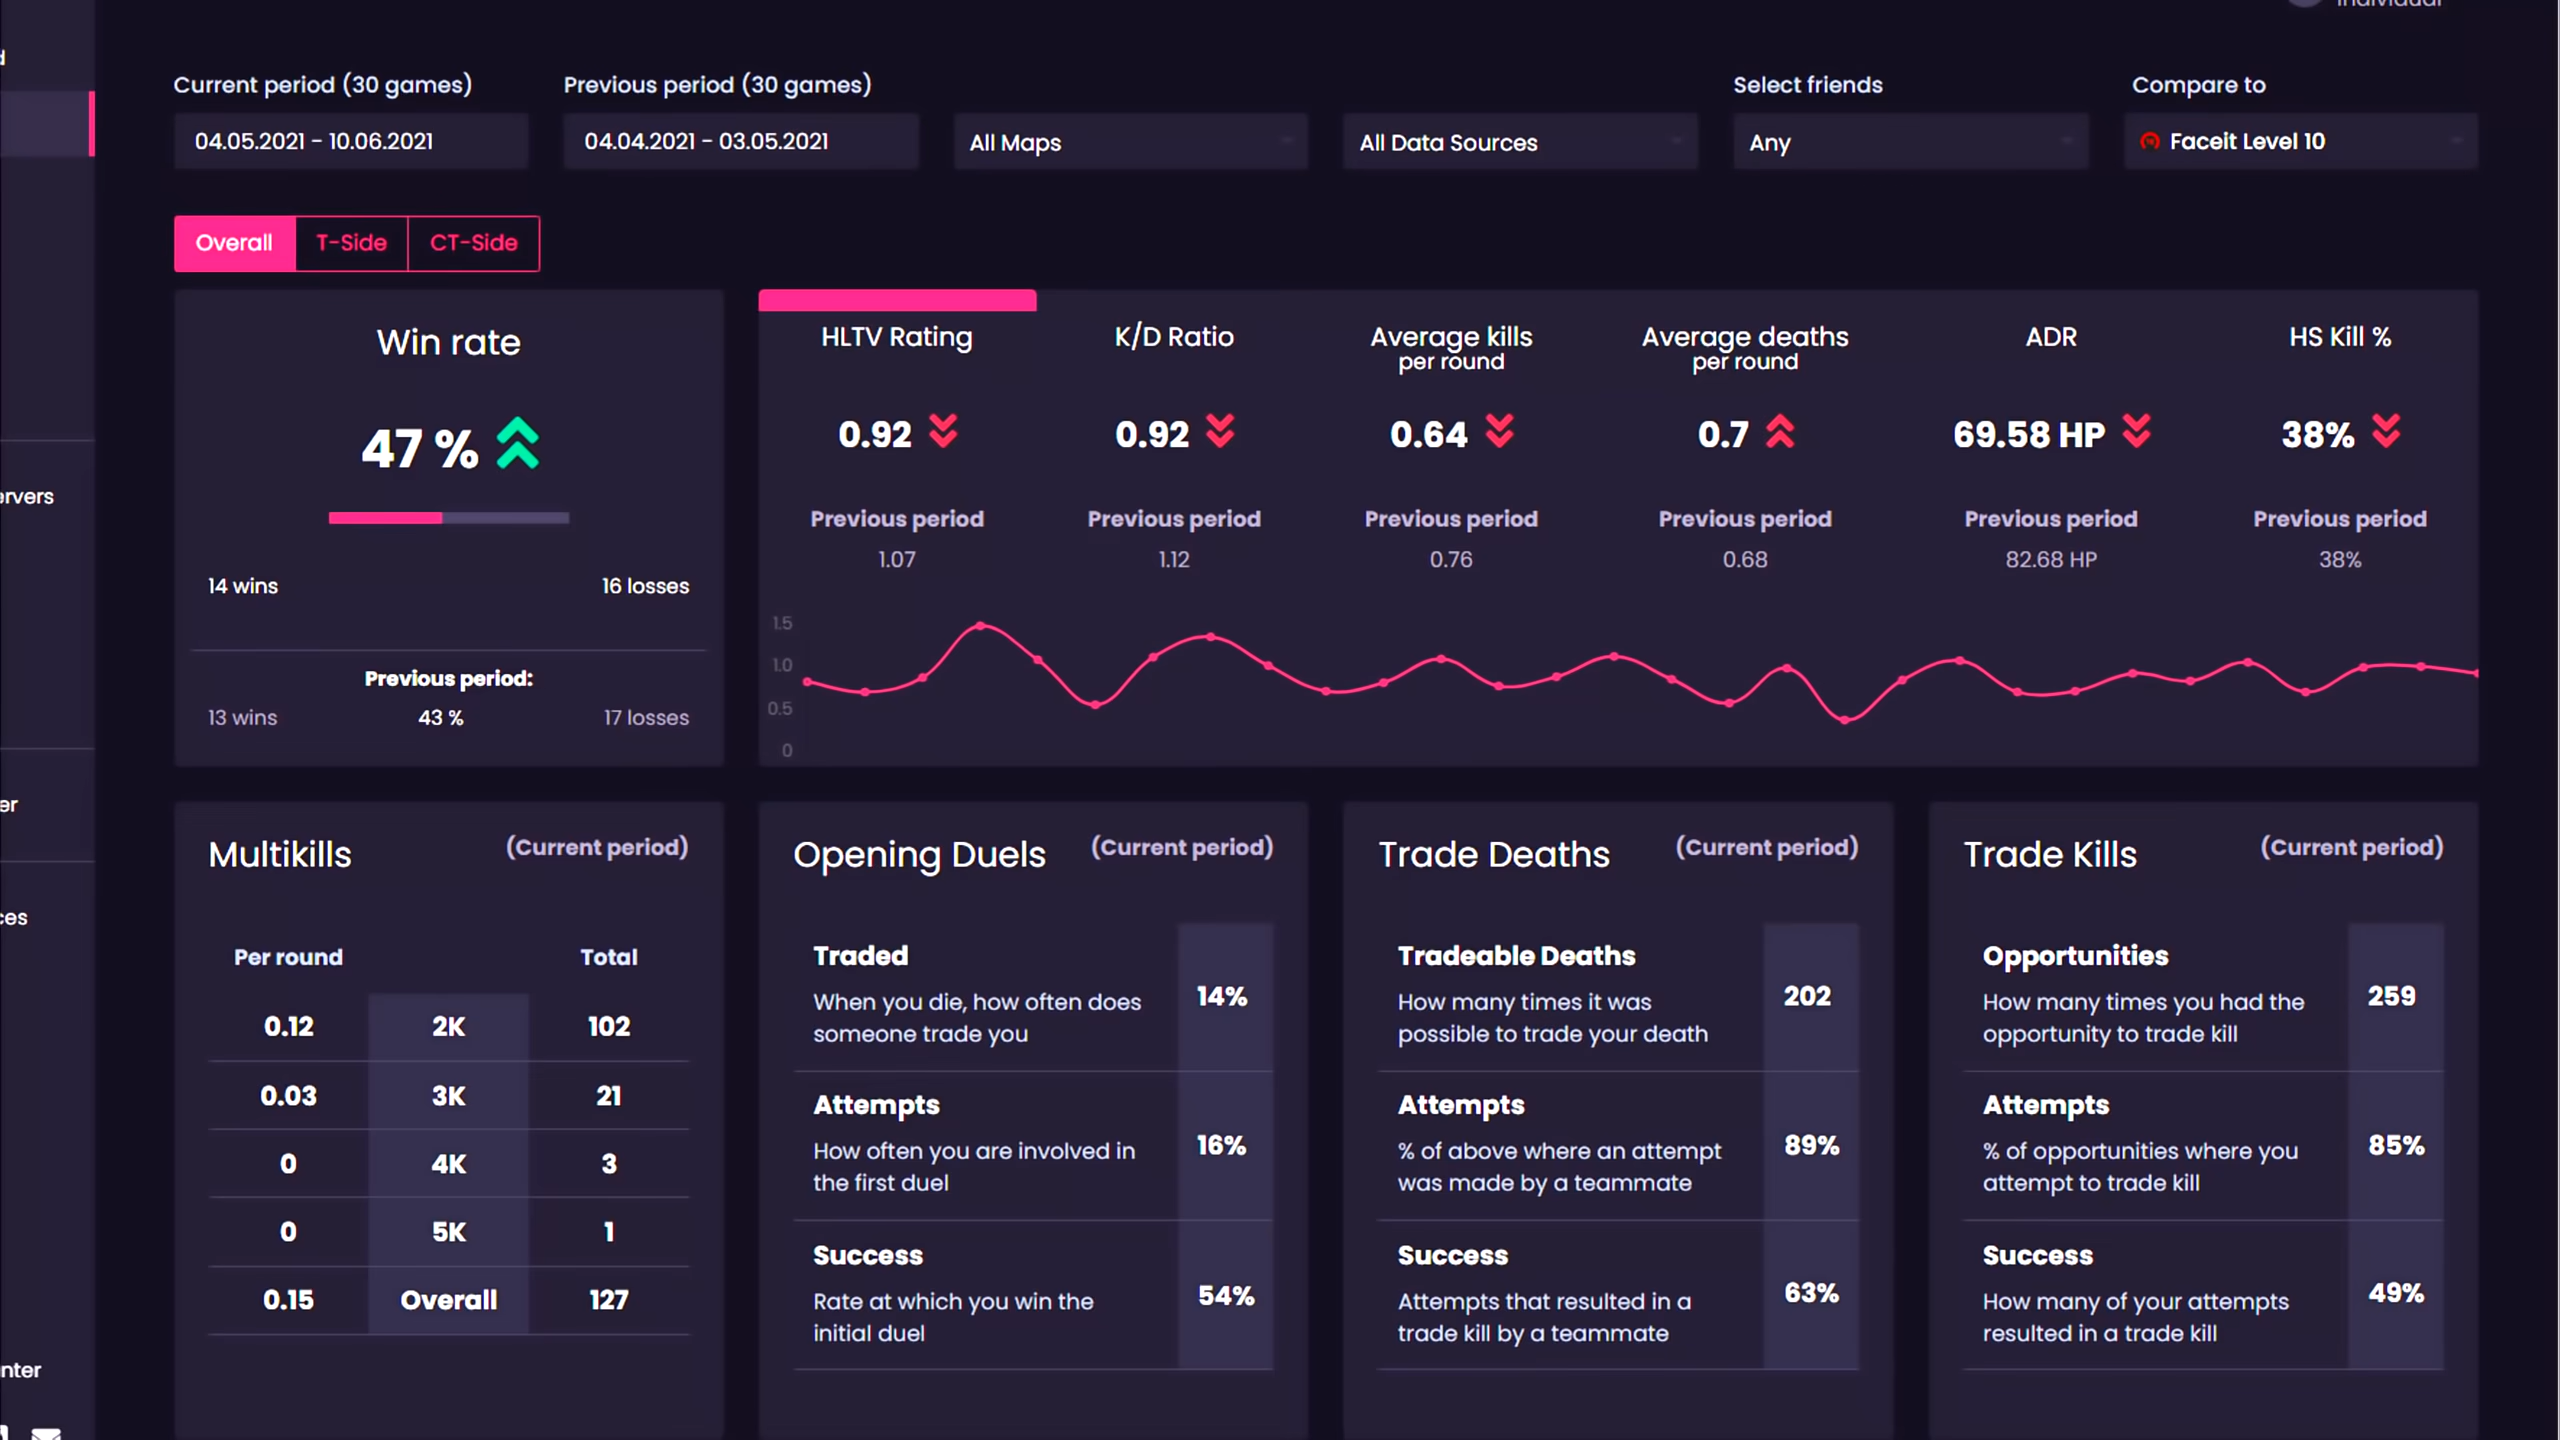 Current period (30 games)
Previous period (30 games)
Select friends
Compare to
04.05.2021 - 10.06.2021
04.04.2021 - 03.05.2021
All Maps
All Data Sources
Any
Faceit Level 10
Overall
T-Side
CT-Side
Win rate
47 %
14 wins
16 losses
Previous period:
13 wins
43 %
17 losses
HLTV Rating
0.92
Previous period
1.07
K/D Ratio
0.92
Previous period
1.12
Average kills
per round
0.64
Previous period
0.76
Average deaths
per round
0.7
Previous period
0.68
ADR
69.58 HP
Previous period
82.68 HP
HS Kill %
38%
Previous period
38%
1.5
1.0
0.5
0
ervers
er
ces
nter
Multikills
(Current period)
Per round
Total
0.12 2K 102
0.03 3K 21
0 4K 3
0 5K 1
0.15 Overall 127
Opening Duels
(Current period)
Traded
When you die, how often does
someone trade you
14%
Attempts
How often you are involved in
the first duel
16%
Success
Rate at which you win the
initial duel
54%
Trade Deaths
(Current period)
Tradeable Deaths
How many times it was
possible to trade your death
202
Attempts
% of above where an attempt
was made by a teammate
89%
Success
Attempts that resulted in a
trade kill by a teammate
63%
Trade Kills
(Current period)
Opportunities
How many times you had the
opportunity to trade kill
259
Attempts
% of opportunities where you
attempt to trade kill
85%
Success
How many of your attempts
resulted in a trade kill
49%